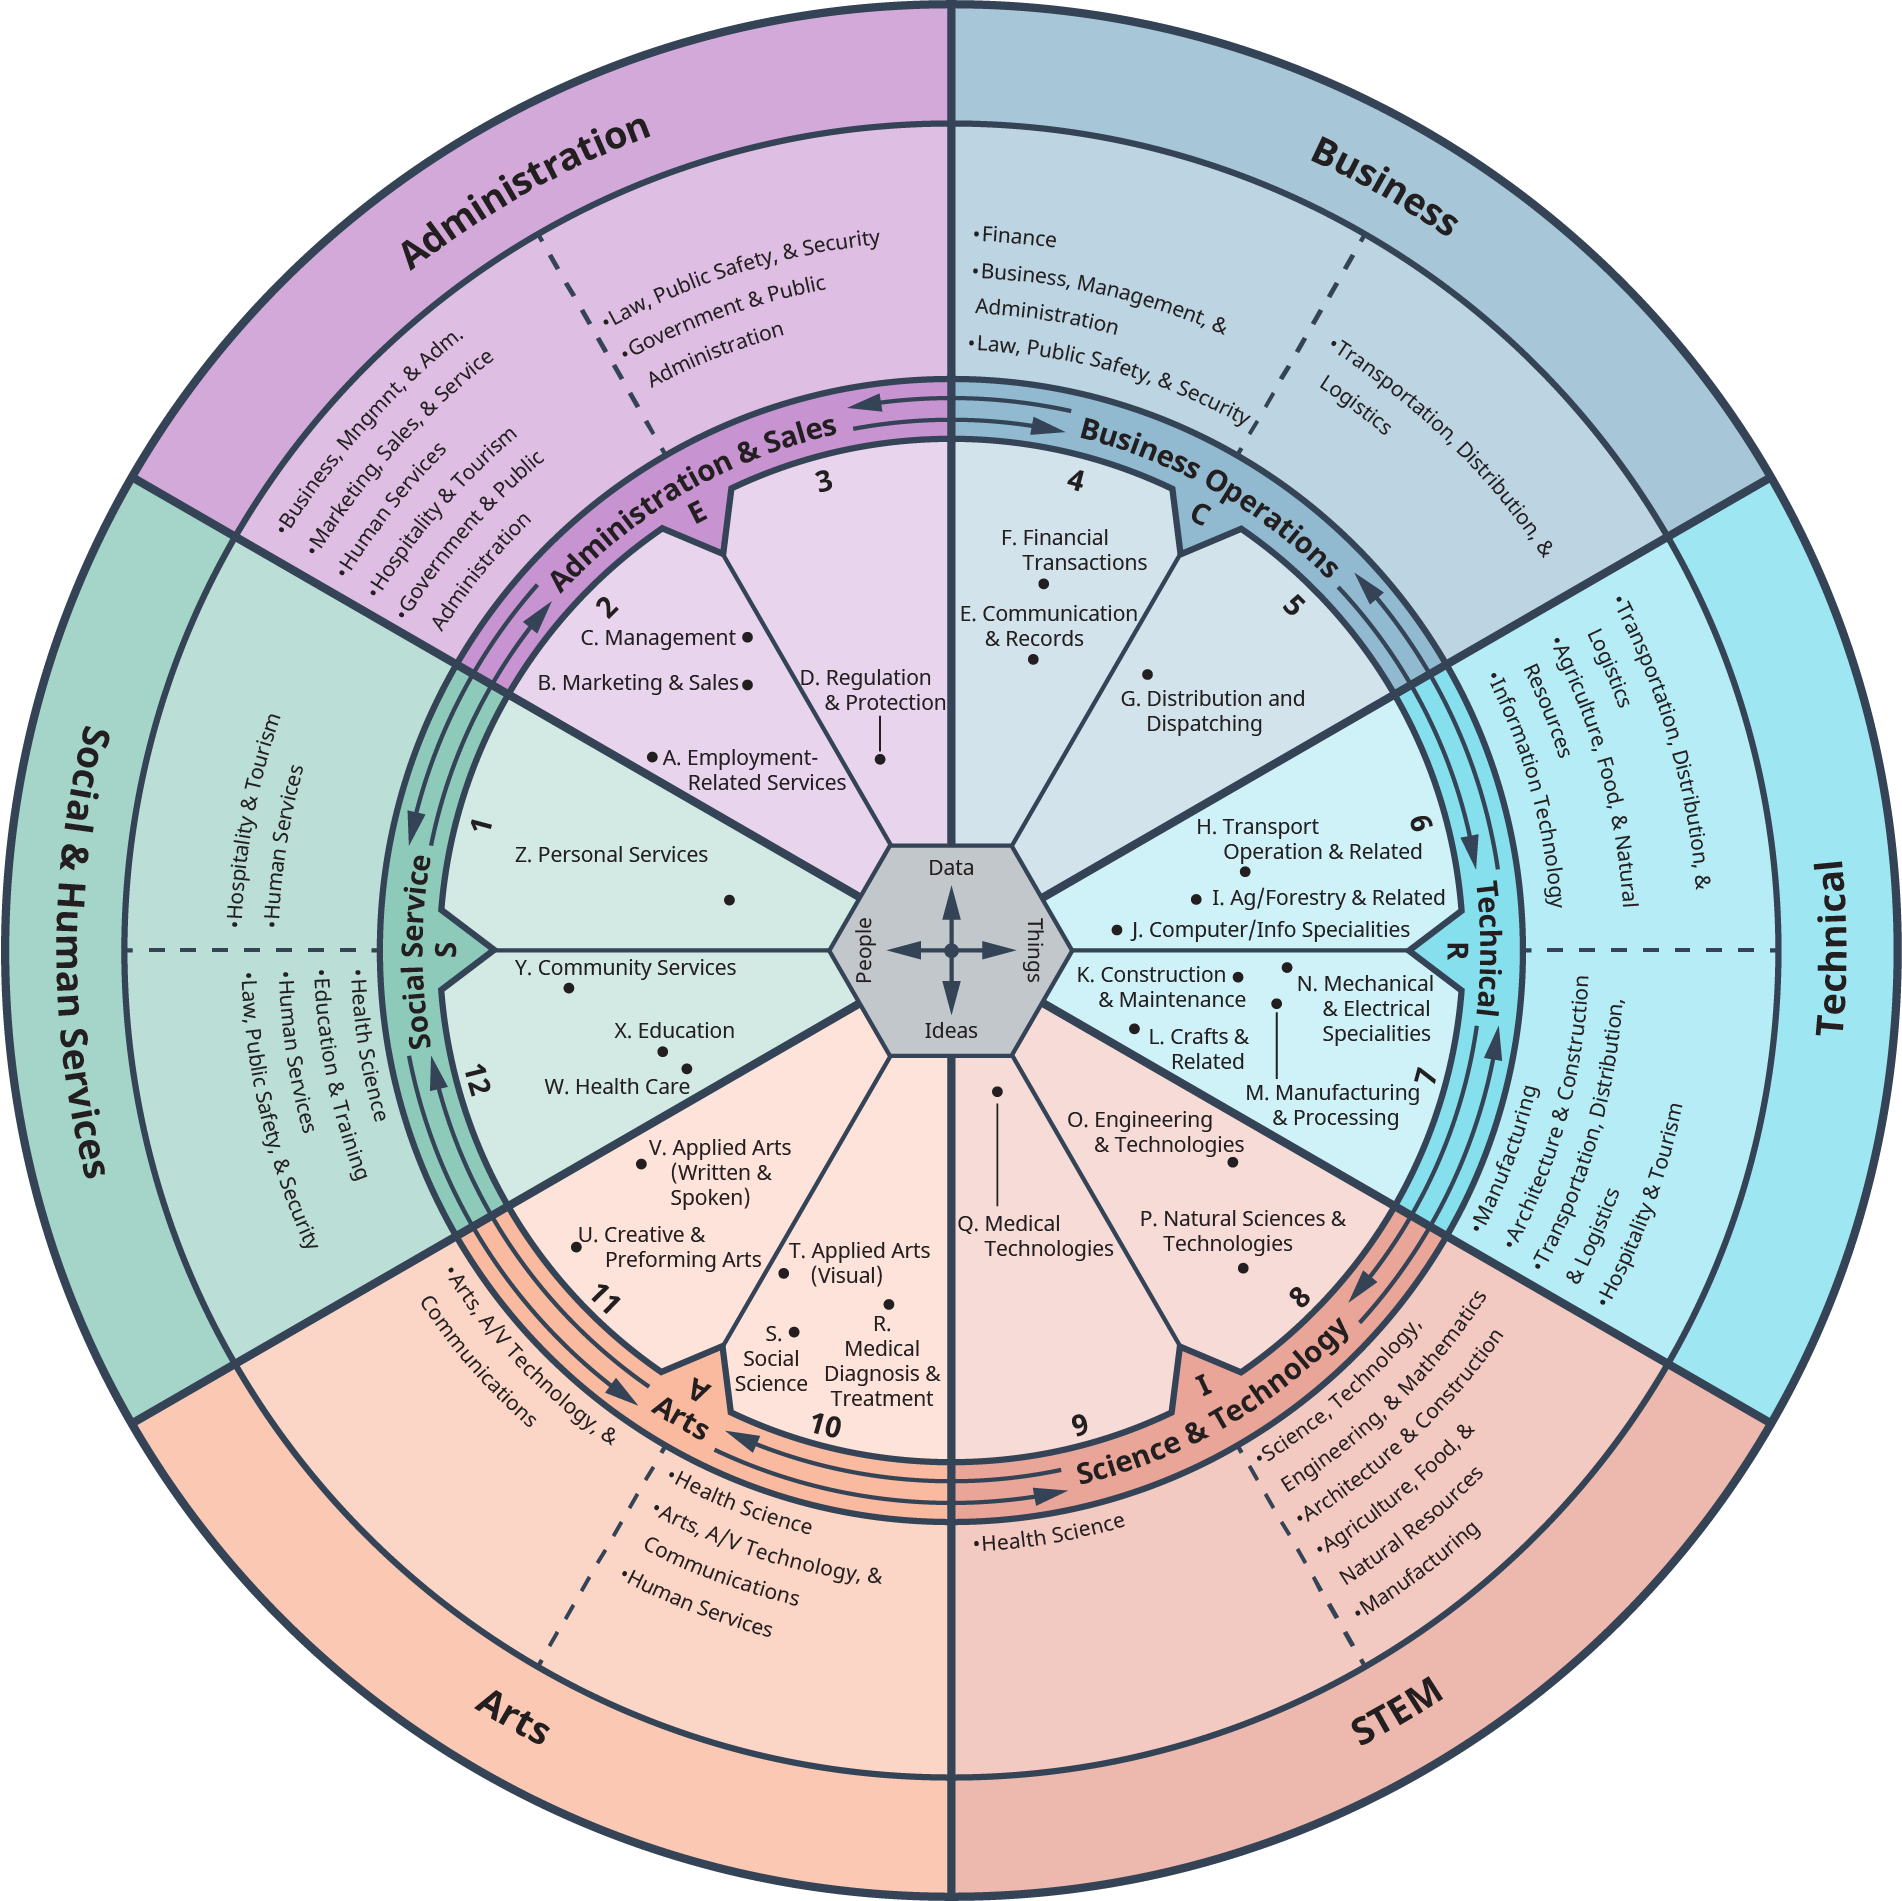 Administration
Business
Technical
STEM
Arts
Social & Human Services
•Business, Mngmnt, & Adm.
•Marketing, Sales, & Service
•Human Services
•Hospitality & Tourism
•Government & Public
Administration
•Law, Public Safety, & Security
•Government & Public
Administration
•Finance
•Business, Management, &
Administration
•Law, Public Safety, & Security
•Transportation, Distribution, &
Logistics
•Transportation, Distribution, &
Logistics
•Agriculture, Food, & Natural
Resources
•Information Technology
•Manufacturing
•Architecture & Construction
•Transportation, Distribution,
& Logistics
•Hospitality & Tourism
•Science, Technology,
Engineering, & Mathematics
•Architecture & Construction
•Agriculture, Food, &
Natural Resources
•Manufacturing
•Health Science
•Health Science
•Arts, A/V Technology, &
Communications
•Human Services
•Arts, A/V Technology, &
Communications
•Health Science
•Education & Training
•Human Services
•Law, Public Safety, & Security
•Hospitality & Tourism
•Human Services
Administration & Sales
E
Business Operations
C
Technical
R
Science & Technology
I
Arts
A
Social Service
S
1
2
3
4
5
6
7
8
9
10
11
12
C. Management
B. Marketing & Sales
A. Employment-
Related Services
D. Regulation
& Protection
F. Financial
Transactions
E. Communication
& Records
G. Distribution and
Dispatching
H. Transport
Operation & Related
I. Ag/Forestry & Related
J. Computer/Info Specialities
K. Construction
& Maintenance
N. Mechanical
& Electrical
Specialities
L. Crafts &
Related
M. Manufacturing
& Processing
O. Engineering
& Technologies
P. Natural Sciences &
Technologies
Q. Medical
Technologies
R.
Medical
Diagnosis &
Treatment
S.
Social
Science
T. Applied Arts
(Visual)
U. Creative &
Preforming Arts
V. Applied Arts
(Written &
Spoken)
W. Health Care
X. Education
Y. Community Services
Z. Personal Services
Data
People
Things
Ideas